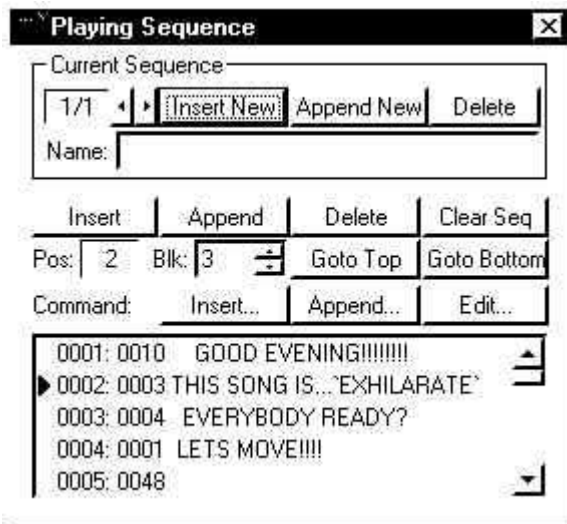 Playing Sequence
Current Sequence
1/1 Insert New Append New Delete
Name:
Insert Append Delete Clear Seq
Pos: 2 Blk: 3 Goto Top Goto Bottom
Command: Insert... Append... Edit...
0001: 0010 GOOD EVENING!!!!!!!!
0002: 0003 THIS SONG IS...`EXHILARATE`
0003: 0004 EVERYBODY READY?
0004: 0001 LETS MOVE!!!!
0005: 0048